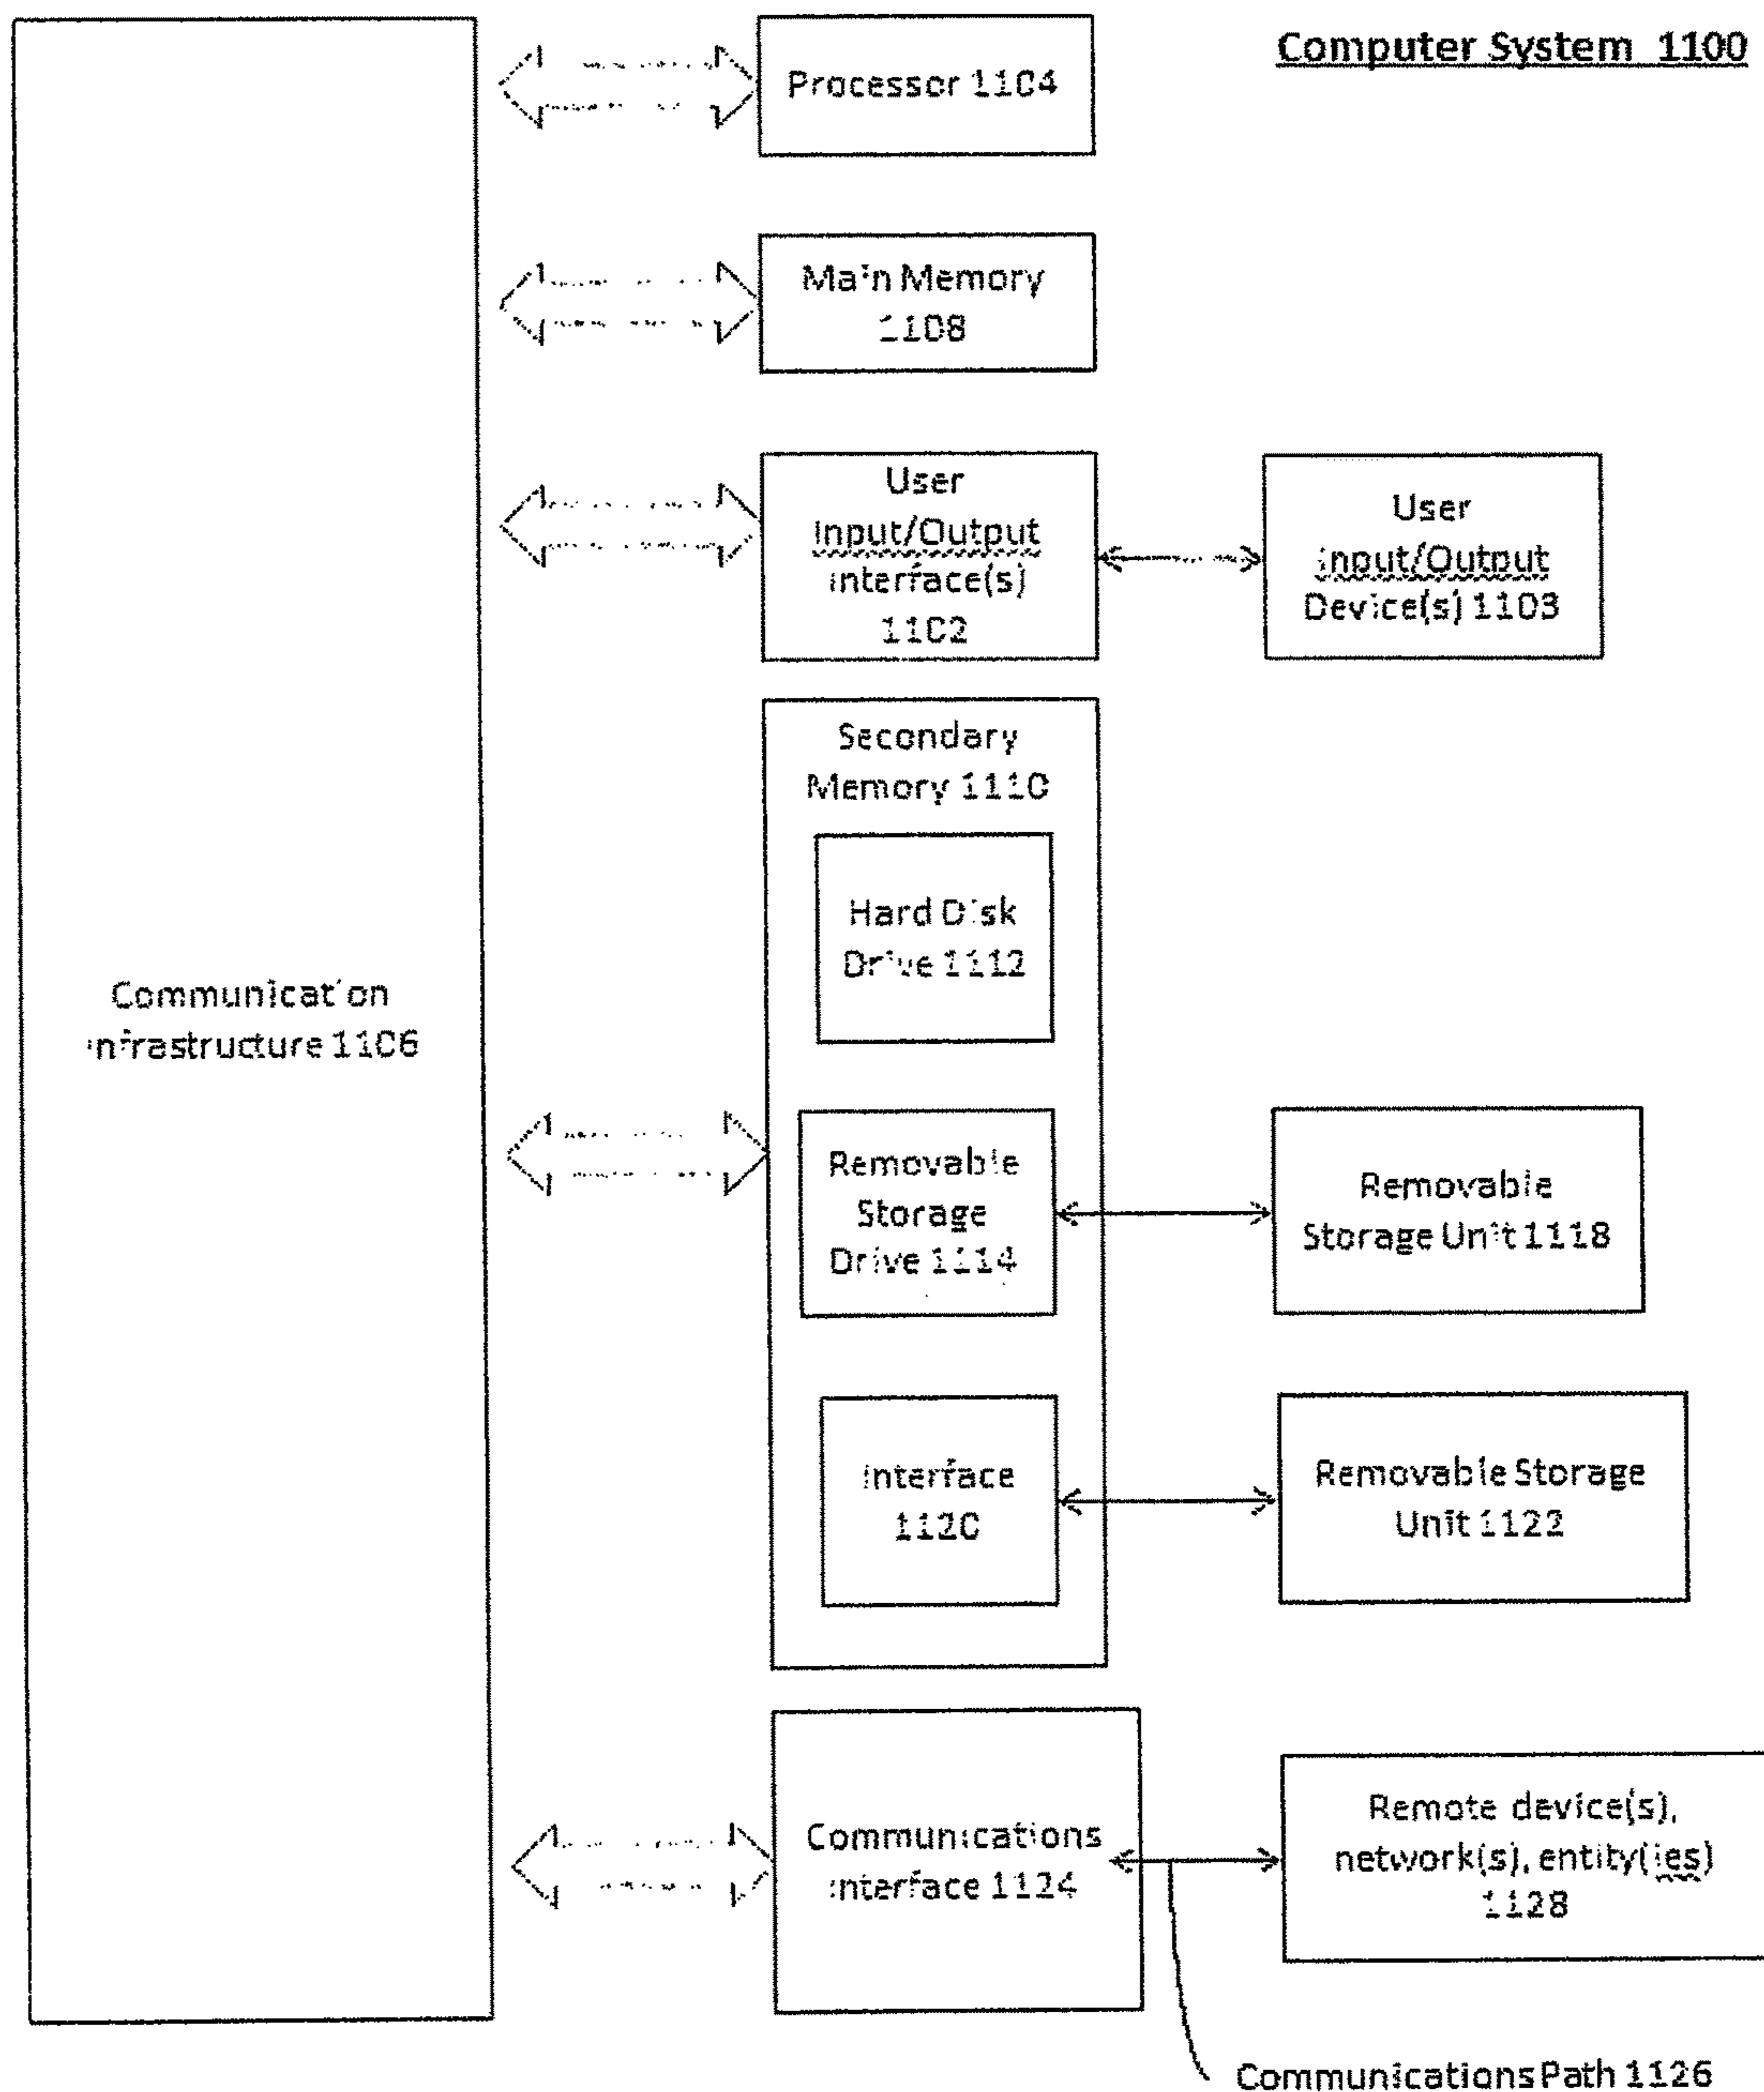 Computer System 1100
Processor 1104
Main Memory
1108
User
Input/Output
Interface(s)
1102
User
Input/Output
Device(s) 1103
Secondary
Memory 1110
Hard Disk
Drive 1112
Communication
Infrastructure 1106
Removable
Storage
Drive 1114
Removable
Storage Unit 1118
Interface
1120
Removable Storage
Unit 1122
Communications
Interface 1124
Remote device(s),
network(s), entity(ies)
1128
Communications Path 1126